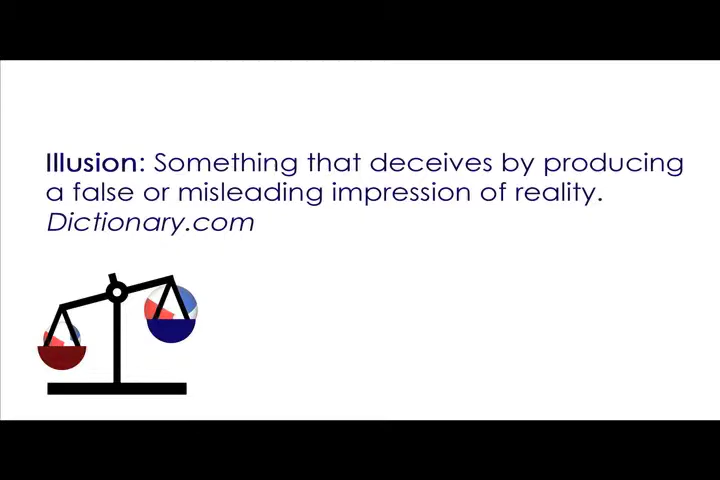 Illusion: Something that deceives by producing
a false or misleading impression of reality.
Dictionary.com